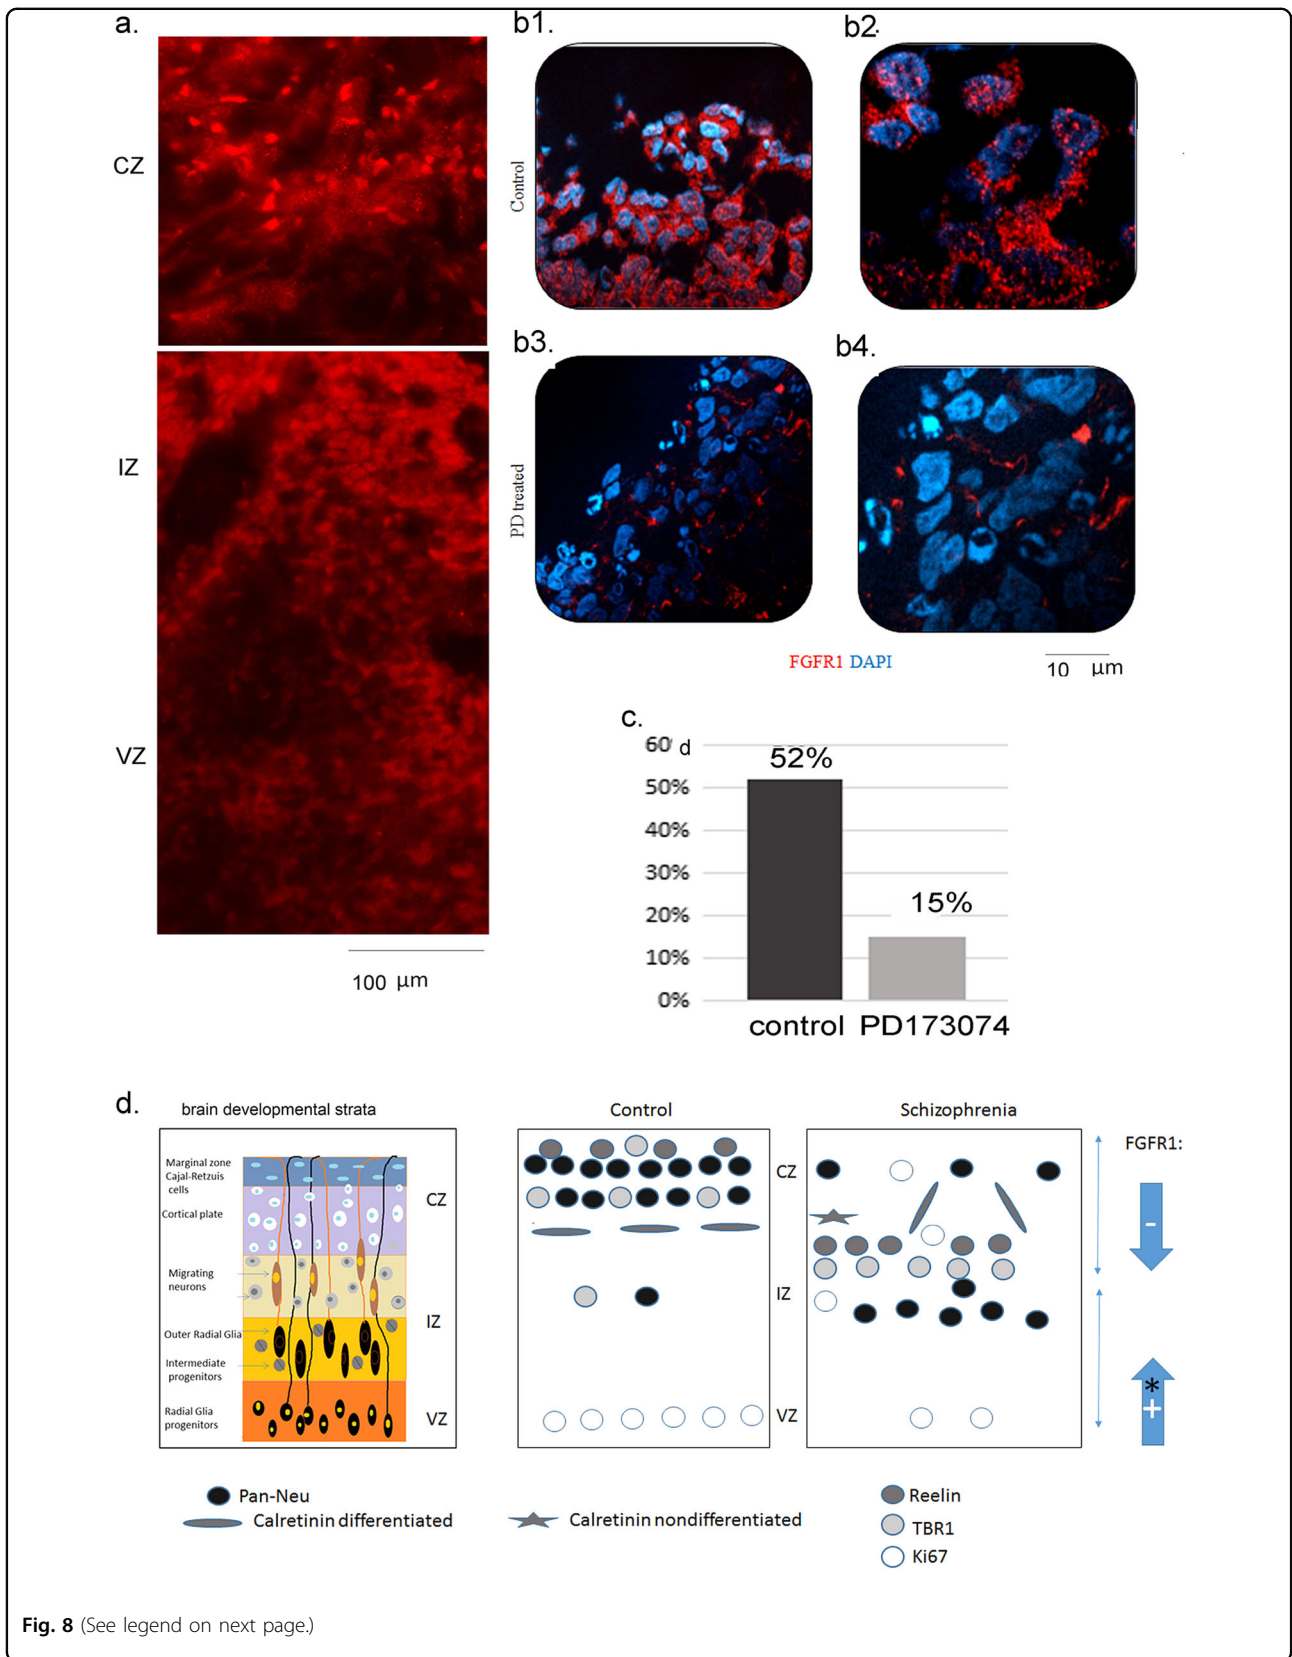 a.
CZ
IZ
VZ
100 μm
b1.
b2.
Control
b3.
b4.
PD treated
FGFR1 DAPI
10 μm
c.
60 d
50%
40%
30%
20%
10%
0%
52%
15%
control PD173074
d.
brain developmental strata
Marginal zone
Cajal-Retzuis
cells
Cortical plate
Migrating
neurons
Outer Radial Glia
Intermediate
progenitors
Radial Glia
progenitors
CZ
IZ
VZ
Control
CZ
IZ
VZ
Schizophrenia
FGFR1:
-
*
+
Pan-Neu
Calretinin differentiated
Calretinin nondifferentiated
Reelin
TBR1
Ki67
Fig. 8 (See legend on next page.)